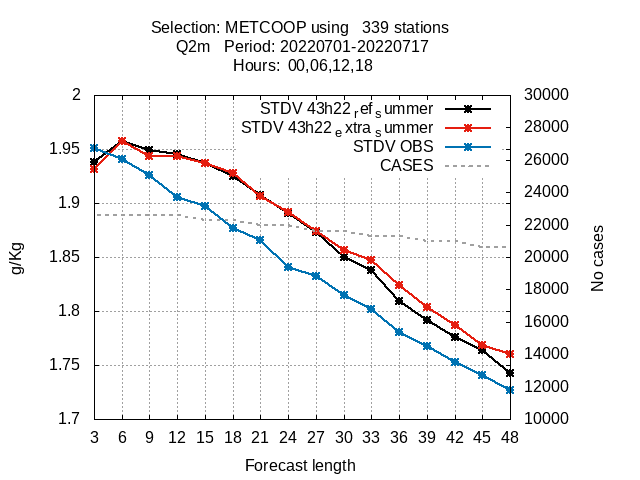 Selection: METCOOP using   339 stations
Q2m   Period: 20220701-20220717
Hours:  00,06,12,18
2
1.95
1.9
1.85
1.8
1.75
1.7
g/Kg
STDV 43h22refsummer
STDV 43h22extrasummer
STDV OBS
CASES
30000
28000
26000
24000
22000
20000
18000
16000
14000
12000
10000
No cases
3 6 9 12 15 18 21 24 27 30 33 36 39 42 45 48
Forecast length